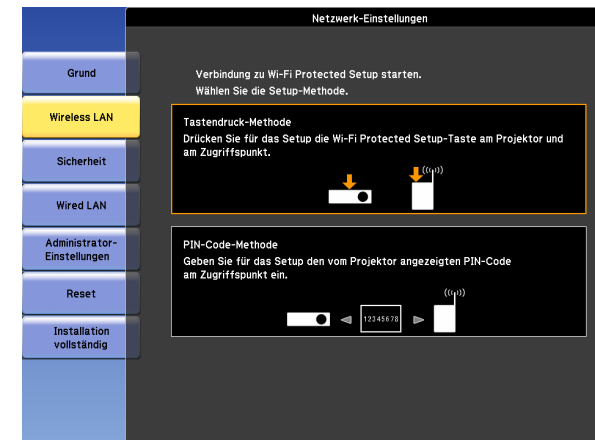 Netzwerk-Einstellungen
Grund
Wireless LAN
Sicherheit
Wired LAN
Administrator-
Einstellungen
Reset
Installation
vollständig
Verbindung zu Wi-Fi Protected Setup starten.
Wählen Sie die Setup-Methode.
Tastendruck-Methode
Drücken Sie für das Setup die Wi-Fi Protected Setup-Taste am Projektor und
am Zugriffspunkt.
PIN-Code-Methode
Geben Sie für das Setup den vom Projektor angezeigten PIN-Code
am Zugriffspunkt ein.
12345678